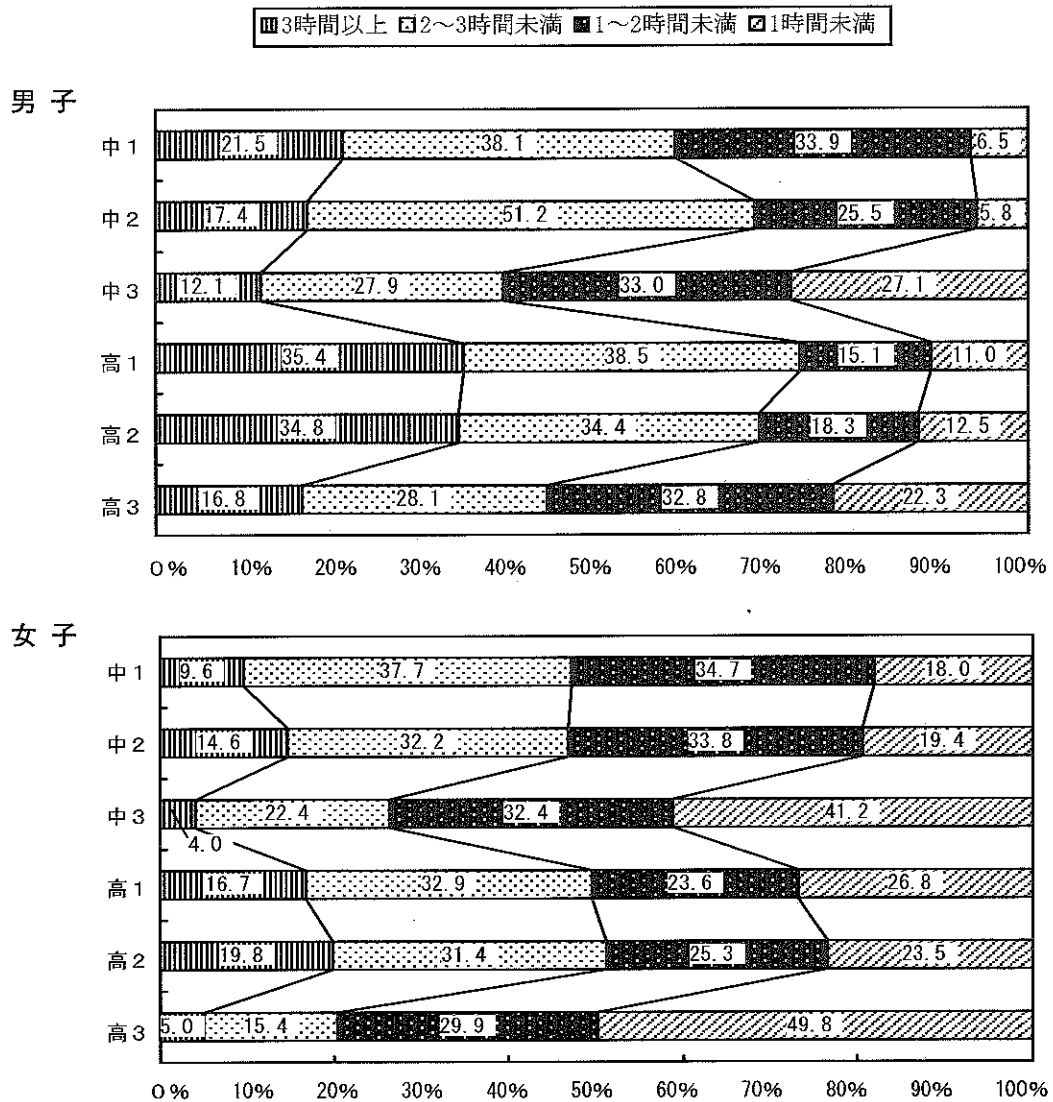 3時間以上 2～3時間未満 1～2時間未満 1時間未満
男子
中1 21.5 38.1 33.9 6.5
中2 17.4 51.2 25.5 5.8
中3 12.1 27.9 33.0 27.1
高1 35.4 38.5 15.1 11.0
高2 34.8 34.4 18.3 12.5
高3 16.8 28.1 32.8 22.3
0% 10% 20% 30% 40% 50% 60% 70% 80% 90% 100%
女子
中1 9.6 37.7 34.7 18.0
中2 14.6 32.2 33.8 19.4
中3 22.4 32.4 41.2
4.0
高1 16.7 32.9 23.6 26.8
高2 19.8 31.4 25.3 23.5
高3 5.0 15.4 29.9 49.8
0% 10% 20% 30% 40% 50% 60% 70% 80% 90% 100%